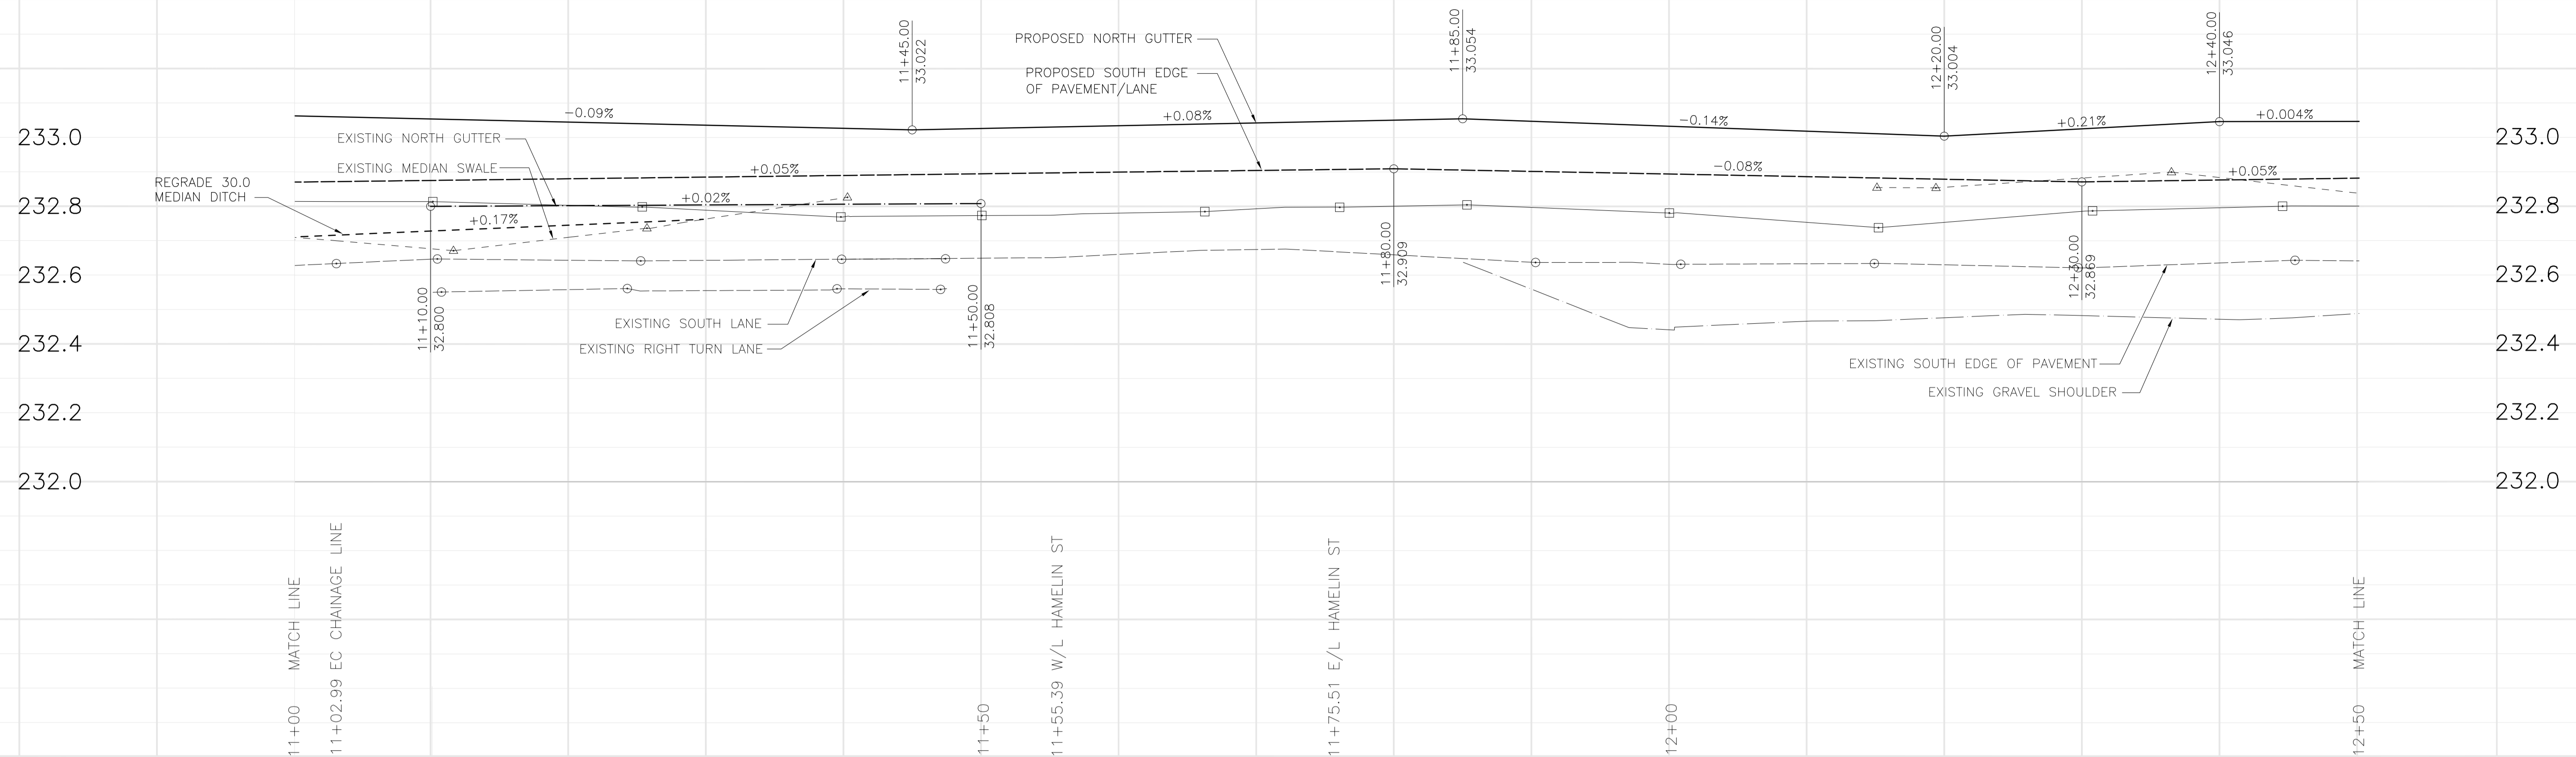 11+45.00
33.022
PROPOSED NORTH GUTTER
11+85.00
33.054
12+20.00
33.004
12+40.00
33.046
PROPOSED SOUTH EDGE
OF PAVEMENT/LANE
-0.09%
+0.08%
-0.14%
+0.21%
+0.004%
233.0
EXISTING NORTH GUTTER
233.0
EXISTING MEDIAN SWALE
+0.05%
-0.08%
+0.05%
REGRADE 30.0
MEDIAN DITCH
+0.02%
232.8
+0.17%
232.8
232.6
11+80.00
32.909
12+30.00
32.869
232.6
11+10.00
32.800
EXISTING SOUTH LANE
11+50.00
32.808
232.4
EXISTING RIGHT TURN LANE
232.4
EXISTING SOUTH EDGE OF PAVEMENT
EXISTING GRAVEL SHOULDER
232.2
232.2
232.0
232.0
11+00 MATCH LINE
11+02.99 EC CHAINAGE LINE
11+50
11+55.39 W/L HAMELIN ST
11+75.51 E/L HAMELIN ST
12+00
12+50 MATCH LINE